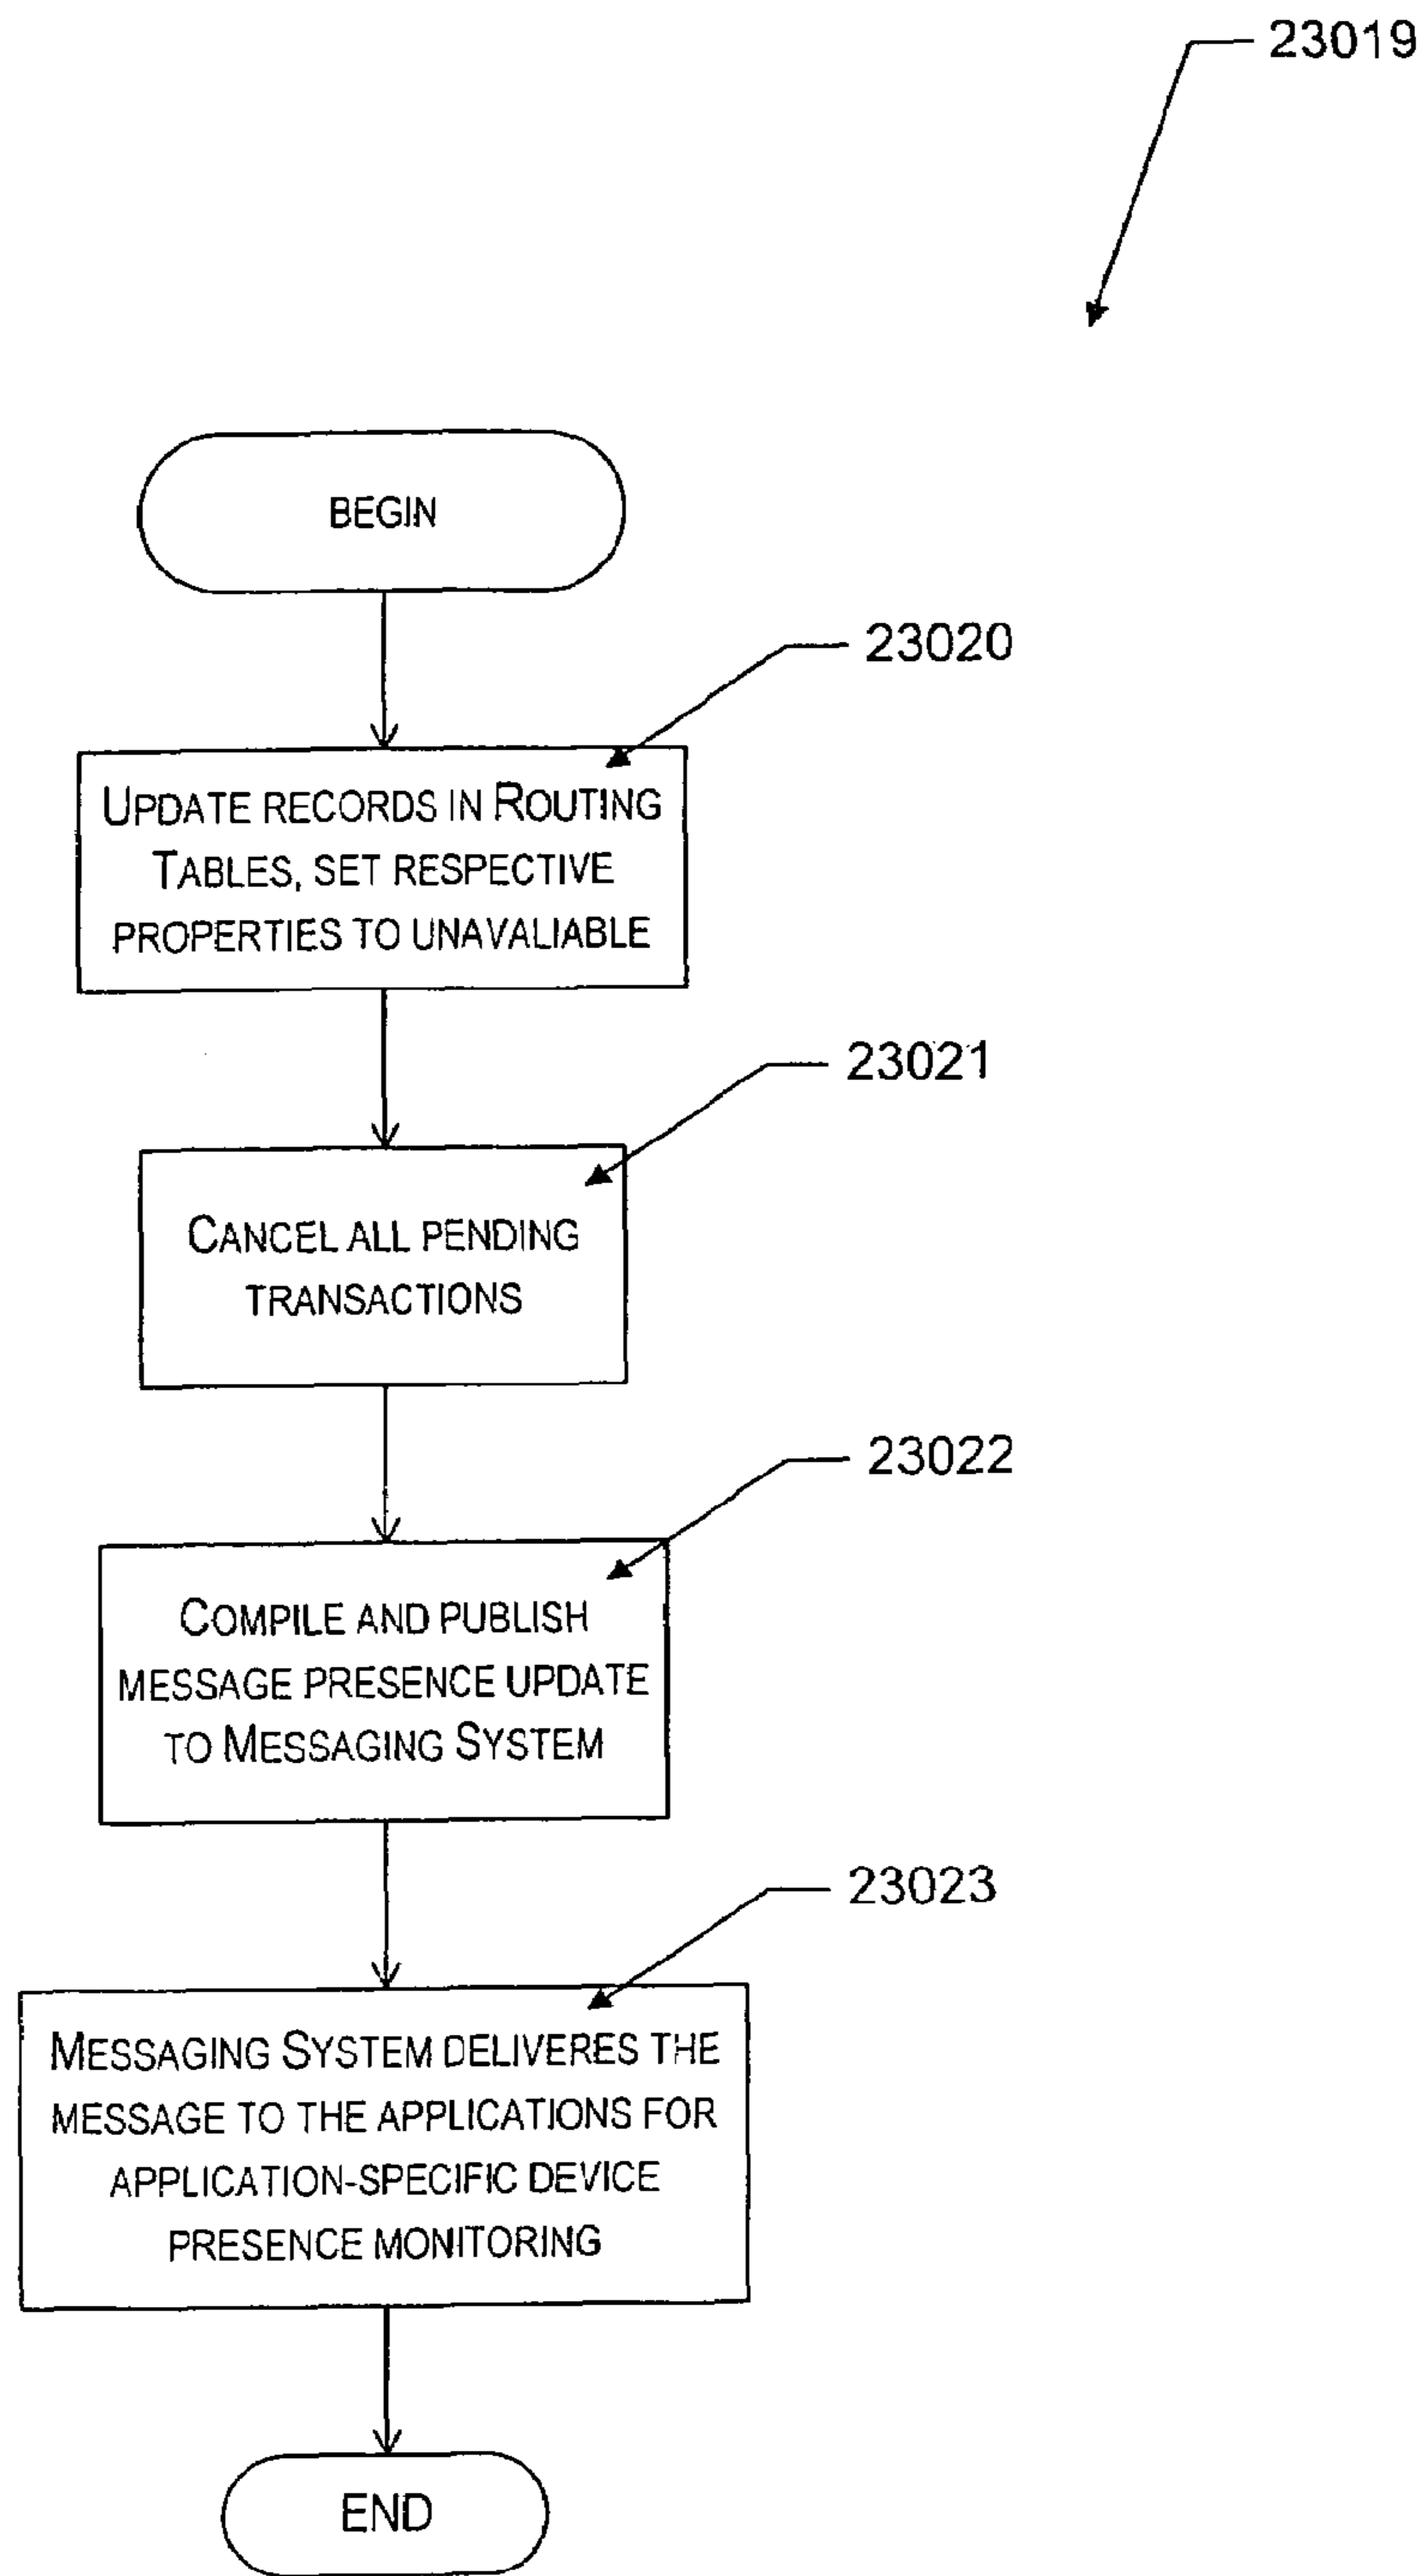 23019
BEGIN
23020
UPDATE RECORDS IN ROUTING
TABLES, SET RESPECTIVE
PROPERTIES TO UNAVALIABLE
23021
CANCEL ALL PENDING
TRANSACTIONS
23022
COMPILE AND PUBLISH
MESSAGE PRESENCE UPDATE
TO MESSAGING SYSTEM
23023
MESSAGING SYSTEM DELIVERES THE
MESSAGE TO THE APPLICATIONS FOR
APPLICATION-SPECIFIC DEVICE
PRESENCE MONITORING
END